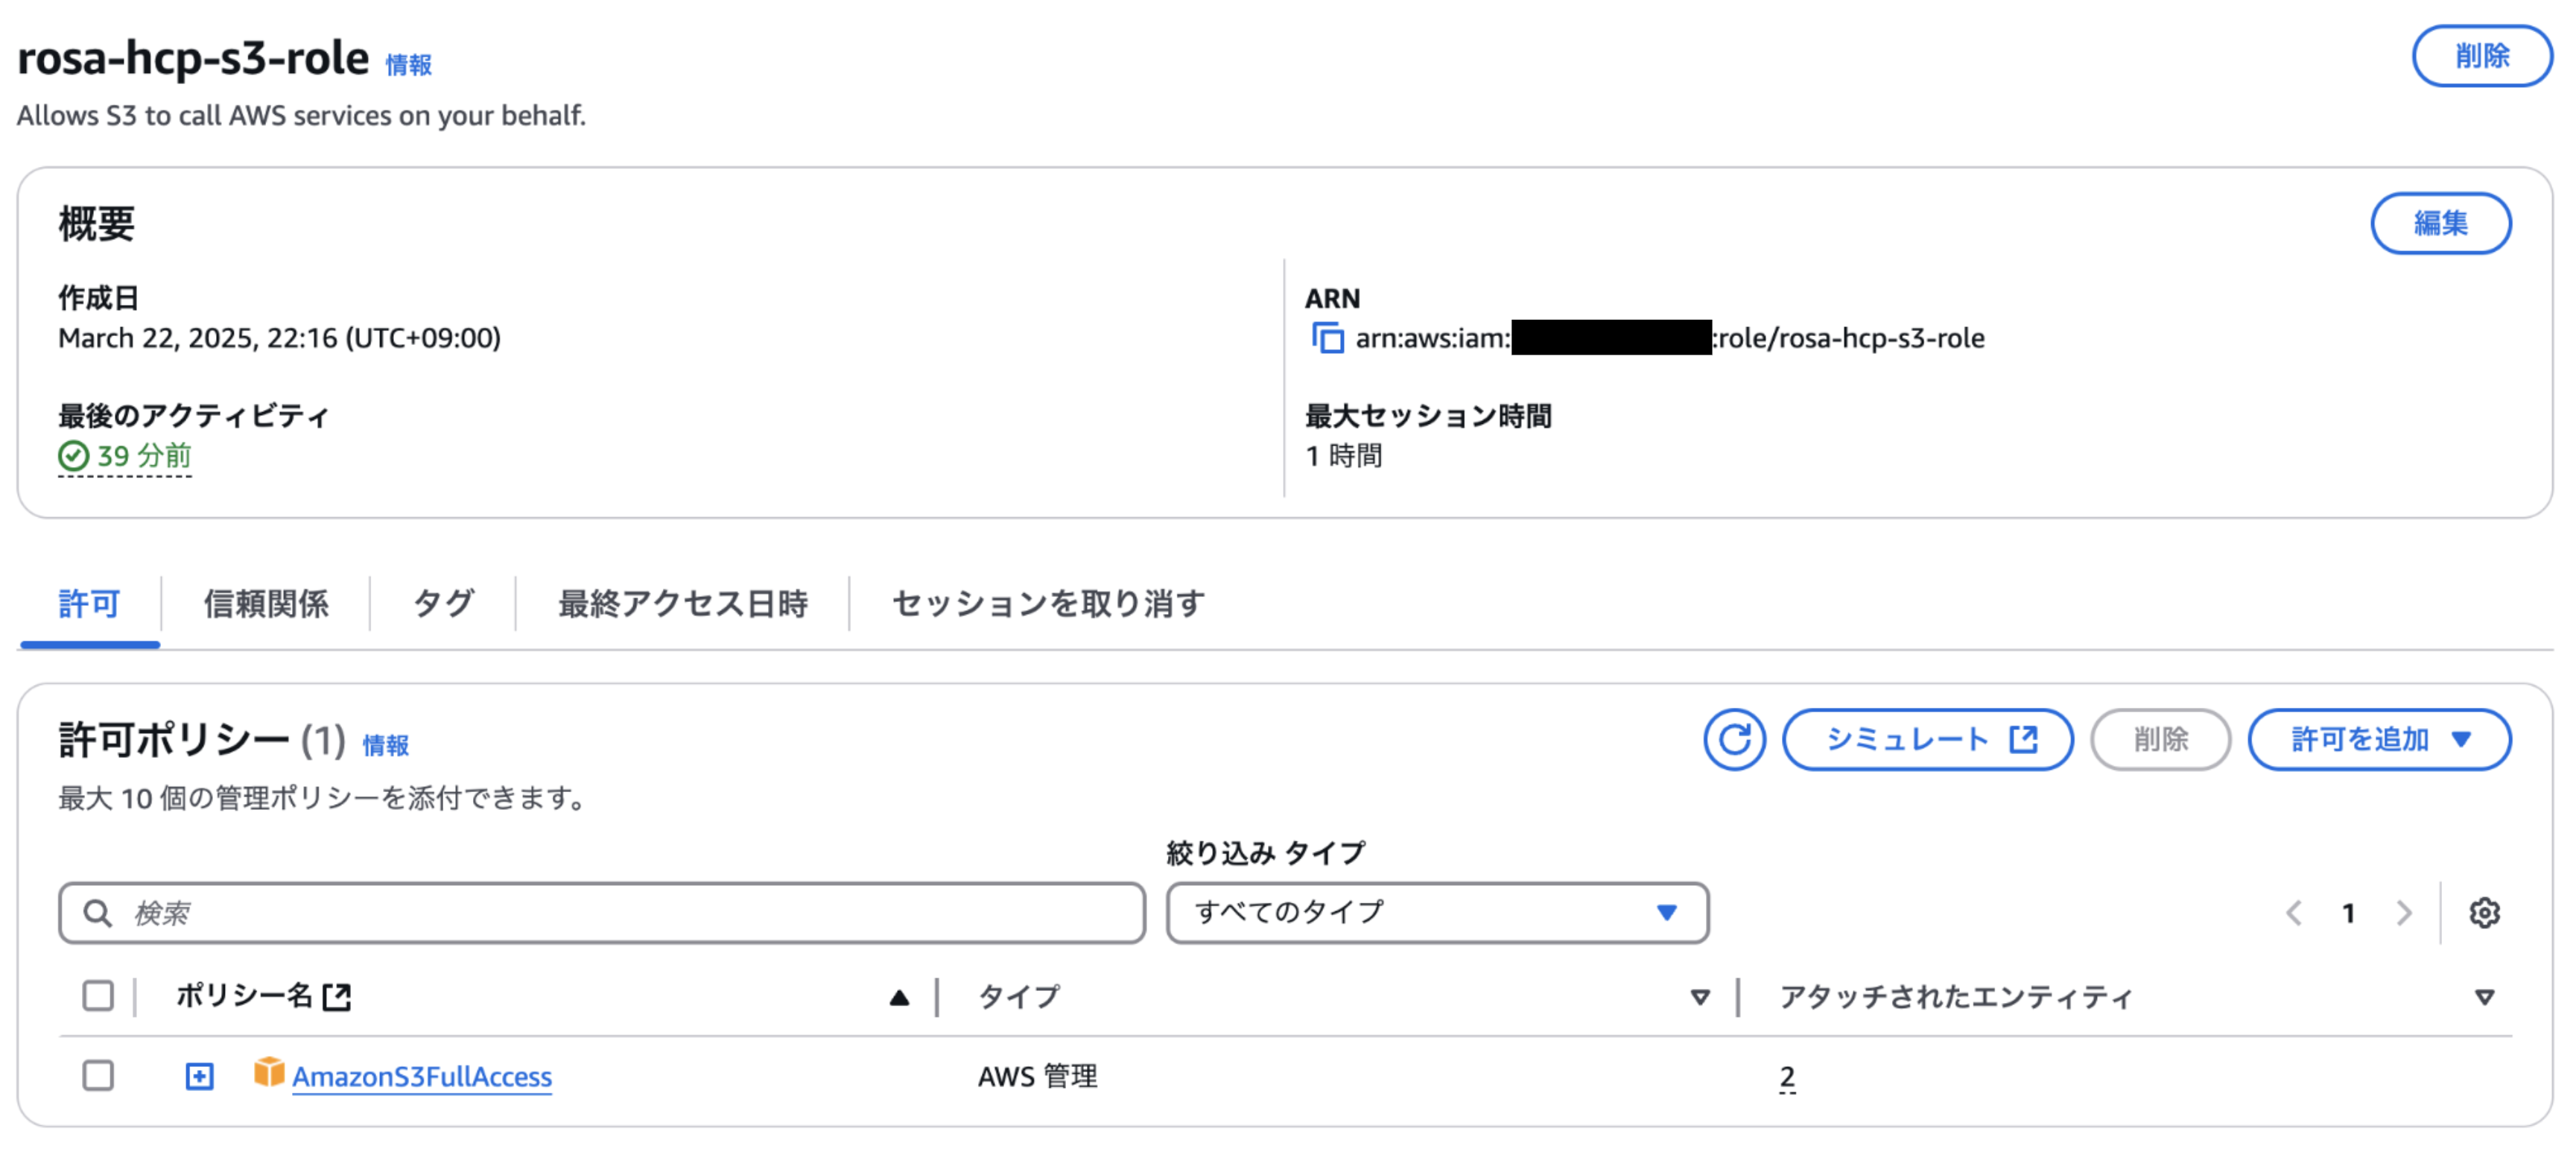 rosa-hcp-s3-role 情報
削除
Allows S3 to call AWS services on your behalf.
概要
編集
作成日
March 22, 2025, 22:16 (UTC+09:00)
ARN
arn:aws:iam: :role/rosa-hcp-s3-role
最後のアクティビティ
39 分前
最大セッション時間
1 時間
許可 信頼関係 タグ 最終アクセス日時 セッションを取り消す
許可ポリシー (1) 情報
シミュレート 削除 許可を追加
最大 10 個の管理ポリシーを添付できます。
絞り込み タイプ
検索 すべてのタイプ 1
ポリシー名 タイプ アタッチされたエンティティ
AmazonS3FullAccess AWS 管理 2